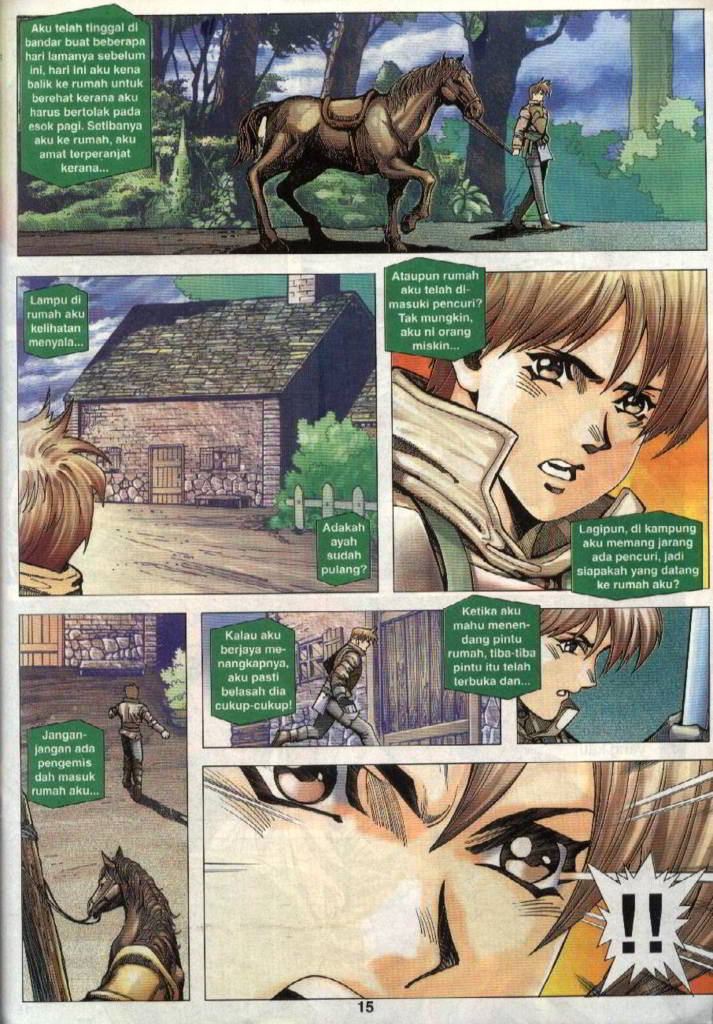 Aku telah tinggal di
bandar buat beberapa
hari lamanya sebelum
ini, hari ini aku kena
balik ke rumah untuk
berehat kerana aku
harus bertolak pada
esok pagi. Setibanya
aku ke rumah, aku
amat terperanjat
kerana...
Lampu di
rumah aku
kelihatan
menyala...
Adakah
ayah
sudah
pulang?
Ataupun rumah
aku telah di-
masuki pencuri?
Tak mungkin,
aku ni orang
miskin...
Lagipun, di kampung
aku memang jarang
ada pencuri, jadi
siapakah yang datang
ke rumah aku?
Jangan-
jangan ada
pengemis
dah masuk
rumah aku...
Kalau aku
berjaya me-
nangkapnya,
aku pasti
belasah dia
cukup-cukup!
Ketika aku
mahu menen-
dang pintu
rumah, tiba-tiba
pintu itu telah
terbuka dan...
!!
15